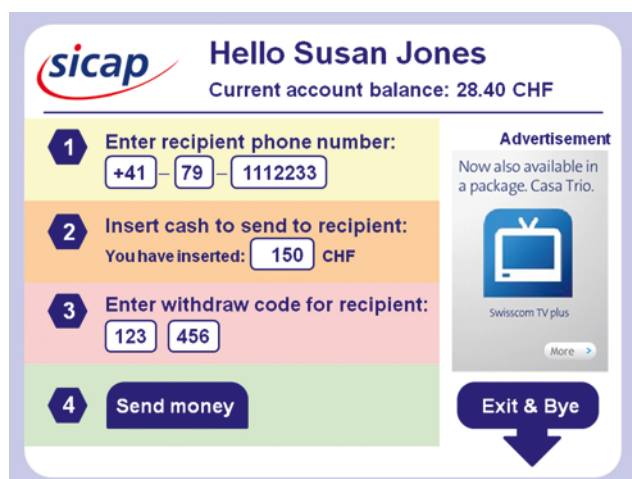 sicap
Hello Susan Jones
Current account balance: 28.40 CHF
1
Enter recipient phone number:
+41 – 79 – 1112233
2
Insert cash to send to recipient:
You have inserted: 150 CHF
3
Enter withdraw code for recipient:
123 456
4
Send money
Advertisement
Now also available in
a package. Casa Trio.
Swisscom TV plus
More >
Exit & Bye